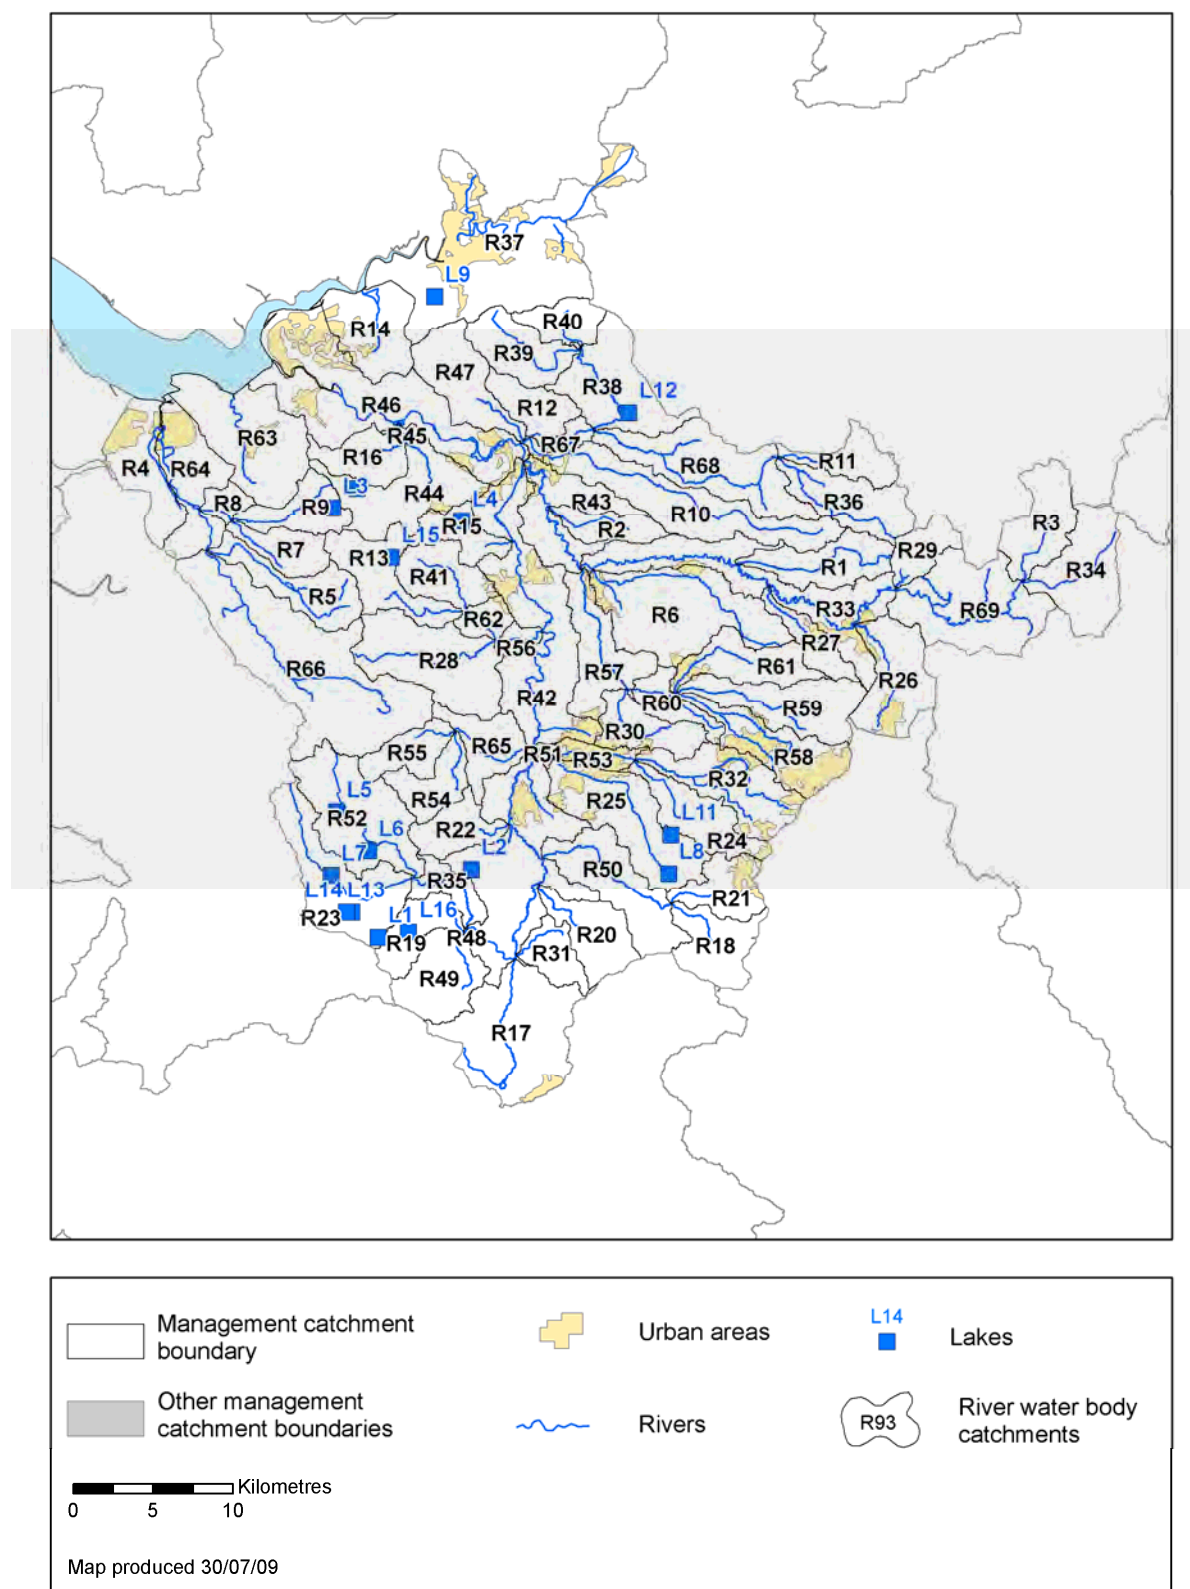 R37
L9
R14
R40
R39
R47
R38
L12
R46
R12
R45
R67
R63
R16
R4
R64
R68
R11
L3
R44
L4
R36
R8
R9
R43
R10
R3
R15
R2
L15
R7
R13
R29
R1
R34
R41
R5
R33
R69
R6
R62
R27
R56
R28
R61
R66
R57
R26
R42
R60
R59
R30
R55
R65
R51
R53
R58
R32
L5
R54
R25
L11
R52
R22
L6
R24
L2
L7
L8
R50
R35
L14
L13
R21
R23
L1
L16
R19
R48
R20
R18
R31
R49
R17
Management catchment
boundary
Urban areas
L14
Lakes
Other management
catchment boundaries
Rivers
R93
River water body
catchments
Kilometres
0 5 10
Map produced 30/07/09